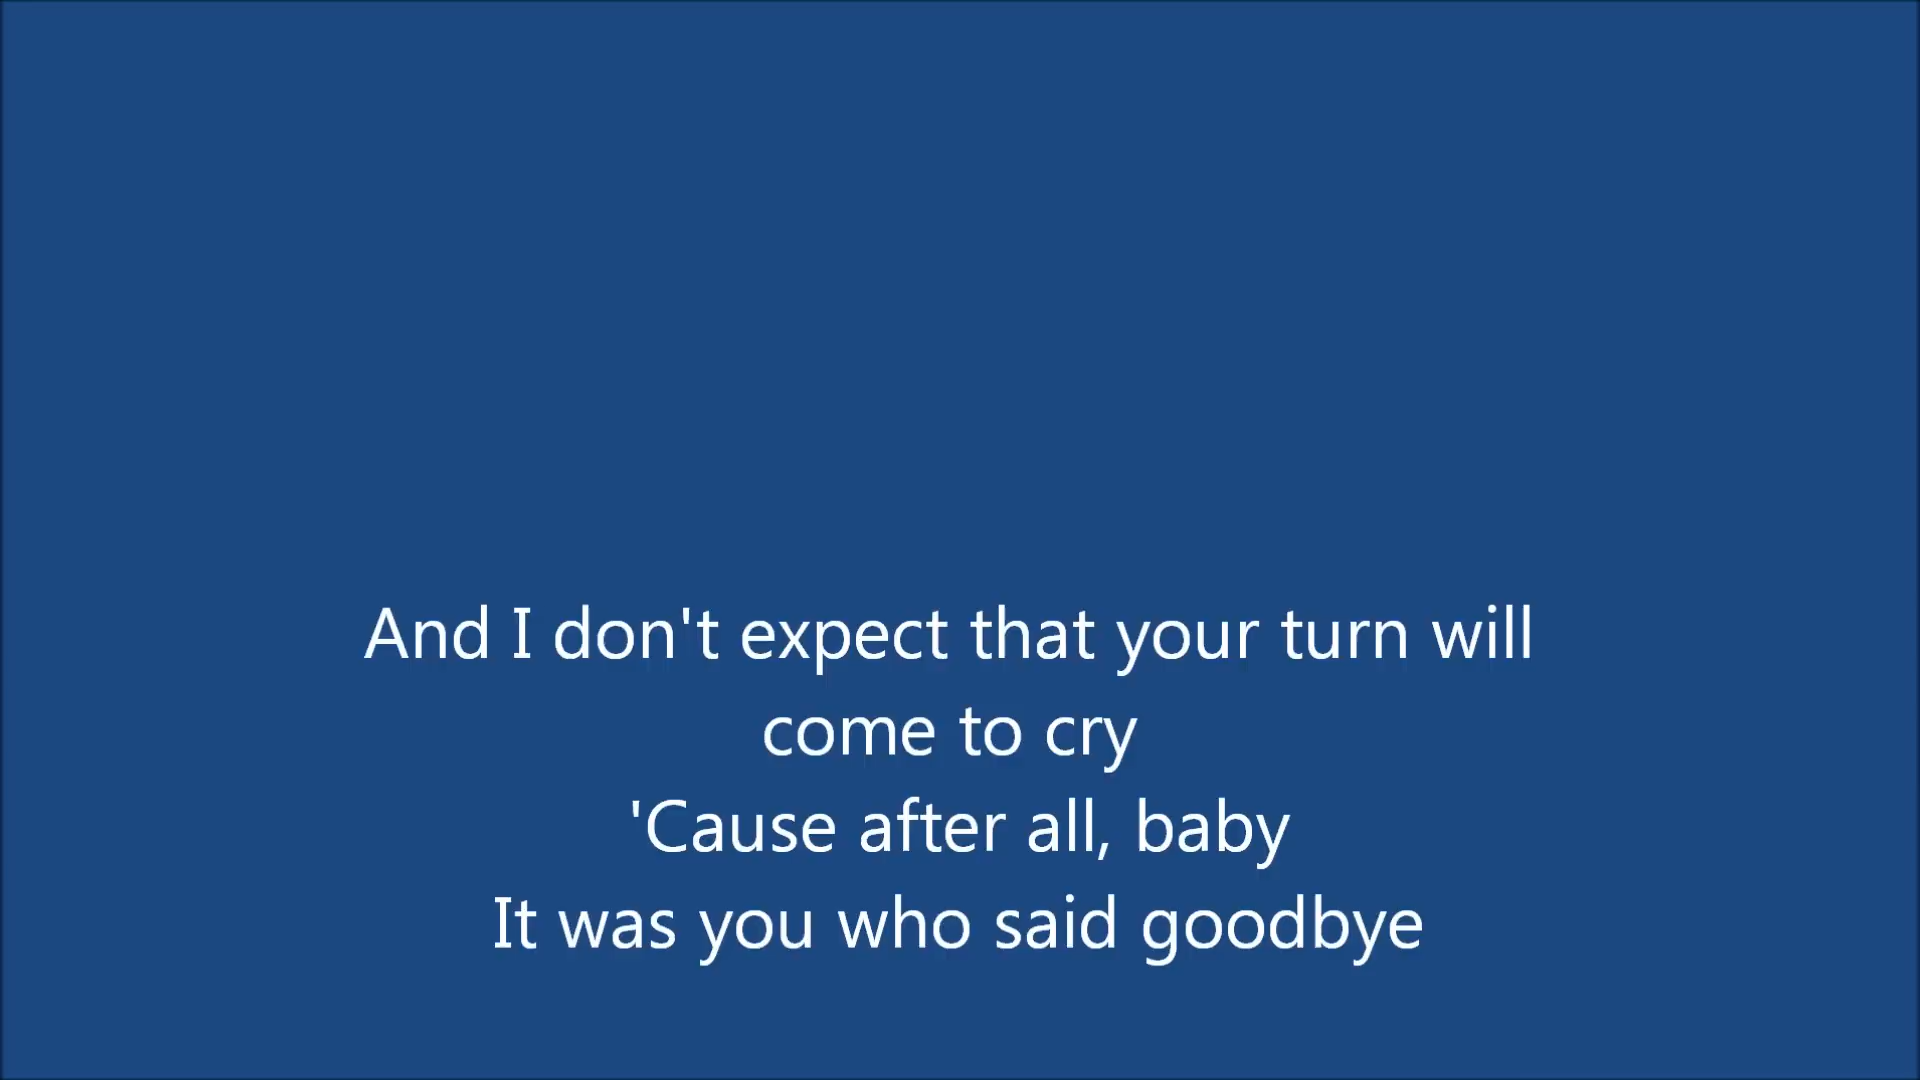 And I don't expect that your turn will
come to cry
'Cause after all, baby
It was you who said goodbye